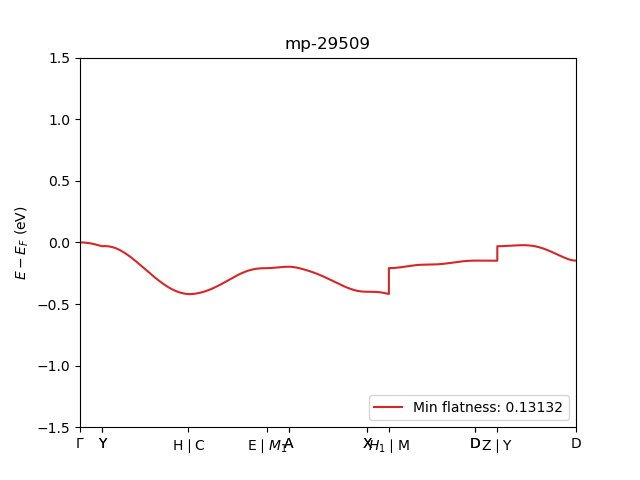 mp-29509
E − E_F (eV)
1.5
1.0
0.5
0.0
−0.5
−1.0
−1.5
Min flatness: 0.13132
Γ Y H | C E | M₁ A X H₁ | M D Z | Y D